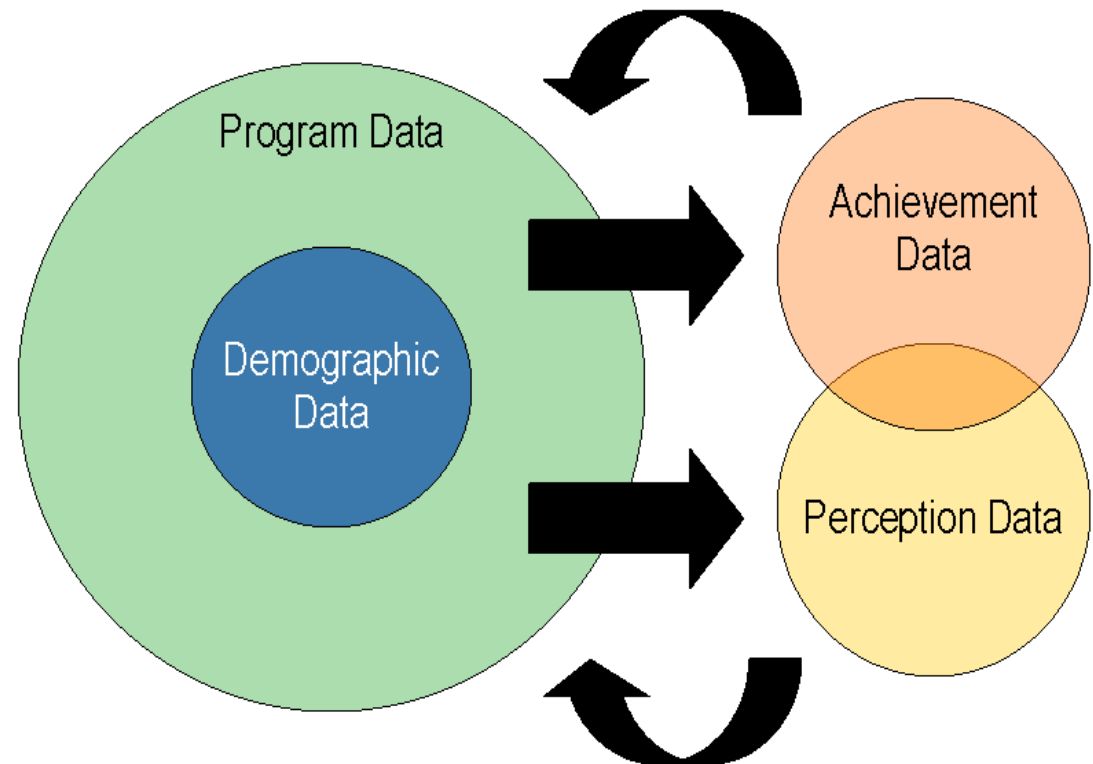 Program Data
Achievement
Data
Demographic
Data
Perception Data